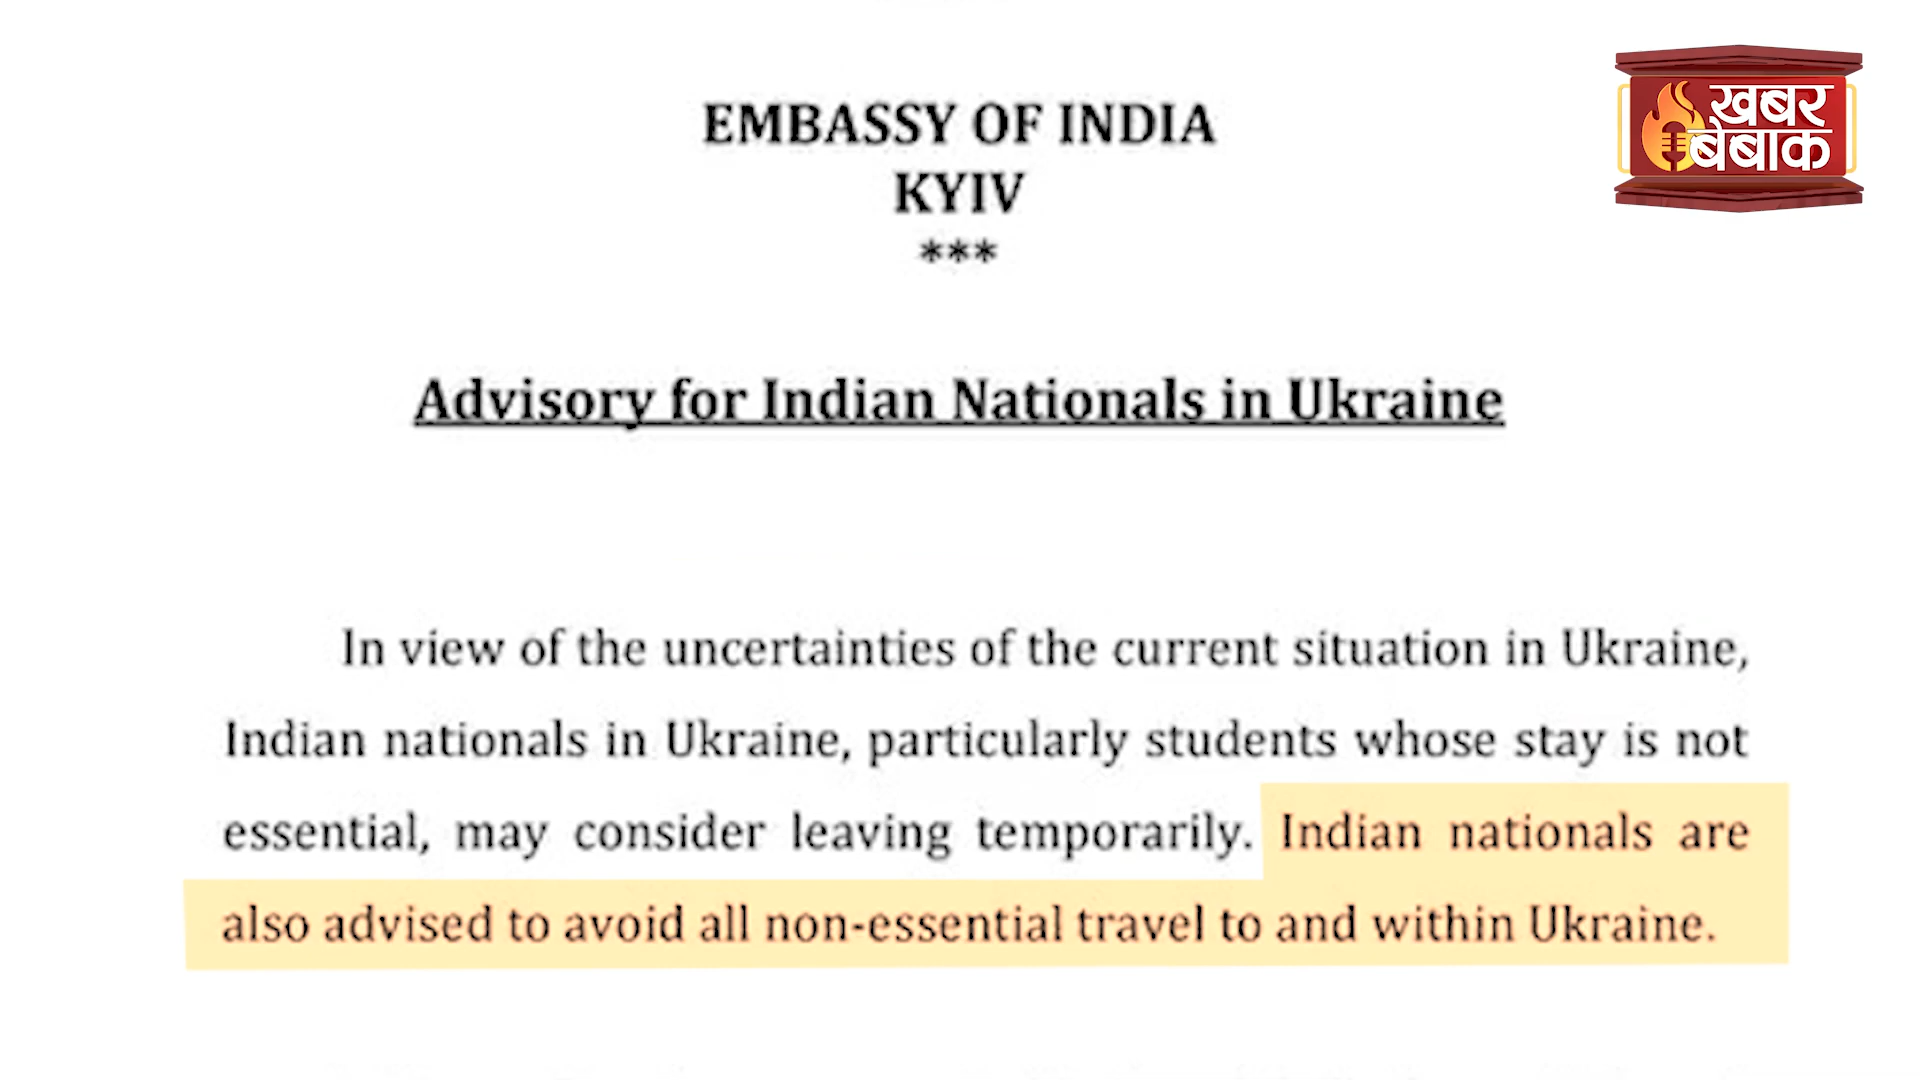 EMBASSY OF INDIA
KYIV
***
खबर
बेबाक
Advisory for Indian Nationals in Ukraine
In view of the uncertainties of the current situation in Ukraine,
Indian nationals in Ukraine, particularly students whose stay is not
essential, may consider leaving temporarily. Indian nationals are
also advised to avoid all non-essential travel to and within Ukraine.